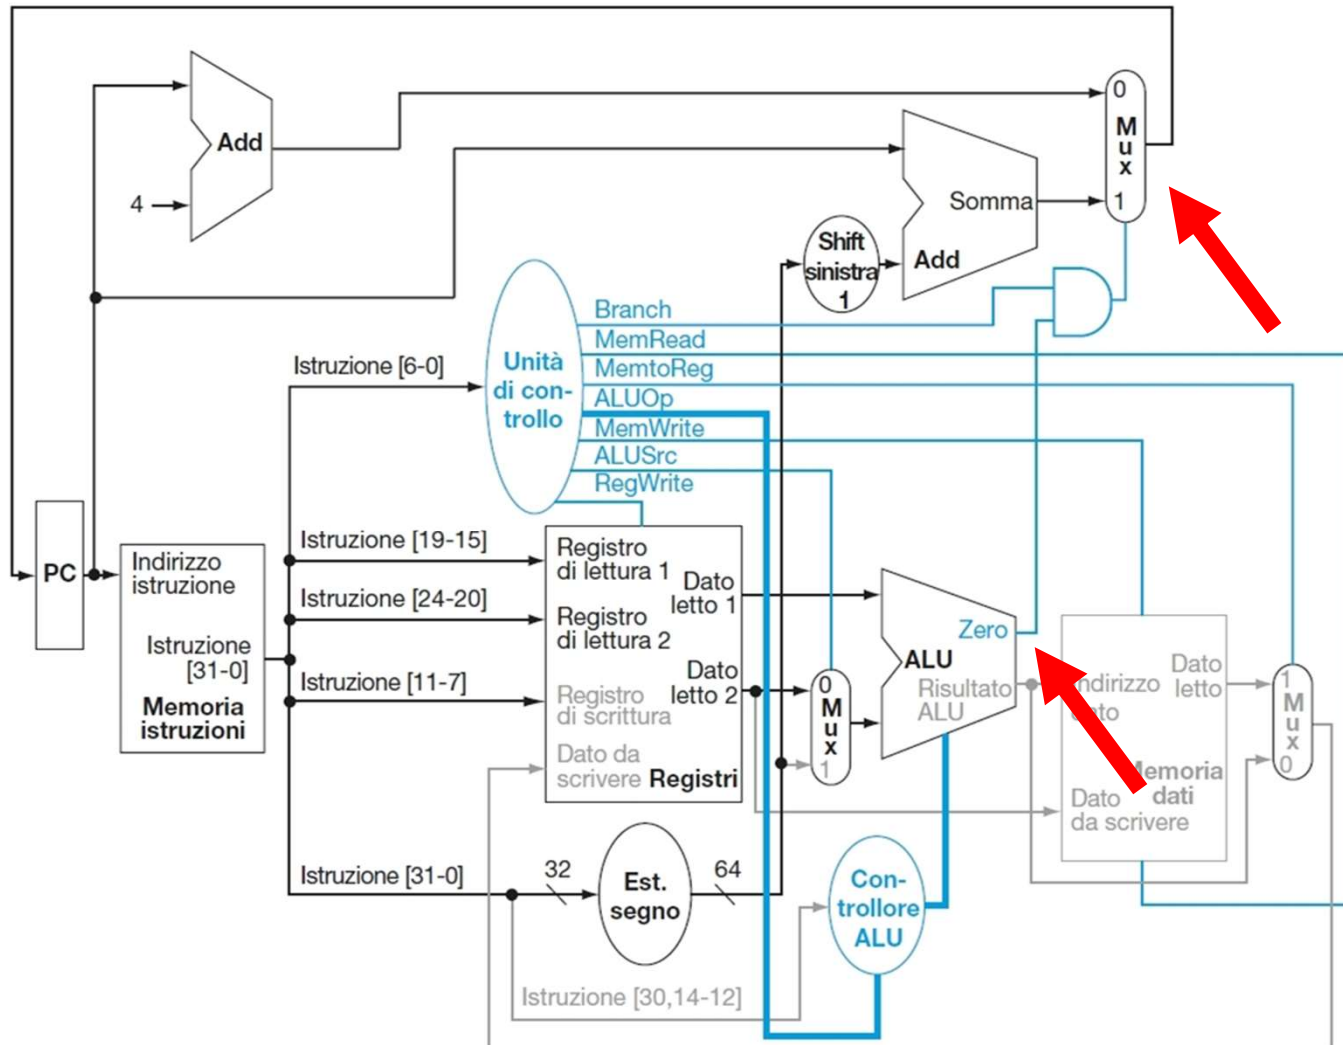 0
M
u
x
1
Add
4
Somma
Add
Shift
sinistra
1
Branch
MemRead
MemtoReg
ALUOp
MemWrite
ALUSrc
RegWrite
Unità
di con-
trollo
Istruzione [6-0]
PC
Indirizzo
istruzione
Istruzione
[31-0]
Memoria
istruzioni
Istruzione [19-15]
Istruzione [24-20]
Istruzione [11-7]
Istruzione [31-0]
Registro
di lettura 1
Registro
di lettura 2
Registro
di scrittura
Dato da
scrivere
Registri
Dato
letto 1
Dato
letto 2
0
M
u
x
1
Zero
ALU
Risultato
ALU
Indirizzo
dato
Dato
letto
Memoria
dati
Dato
da scrivere
1
M
u
x
0
32
Est.
segno
64
Con-
trollore
ALU
Istruzione [30,14-12]